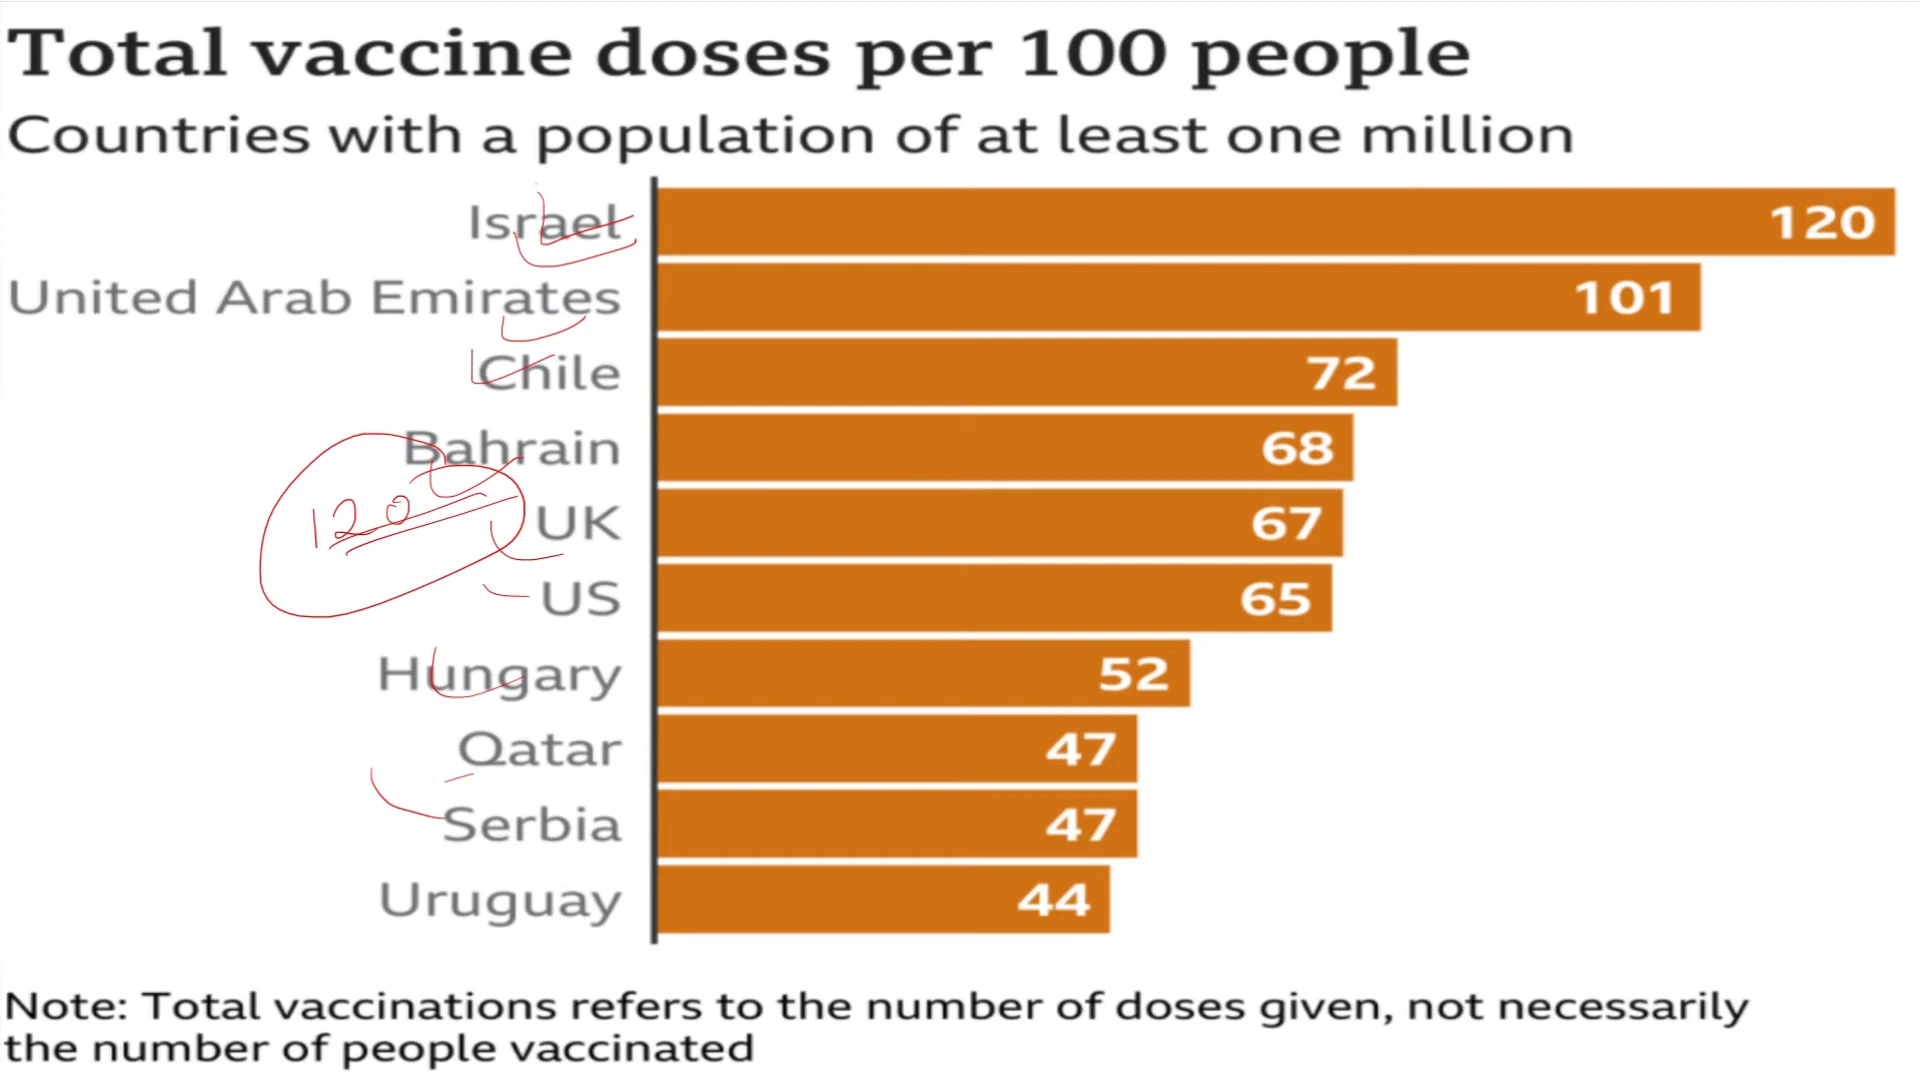 Total vaccine doses per 100 people
Countries with a population of at least one million
Israel 120
United Arab Emirates 101
Chile 72
Bahrain 68
120
UK 67
US 65
Hungary 52
Qatar 47
Serbia 47
Uruguay 44
Note: Total vaccinations refers to the number of doses given, not necessarily
the number of people vaccinated